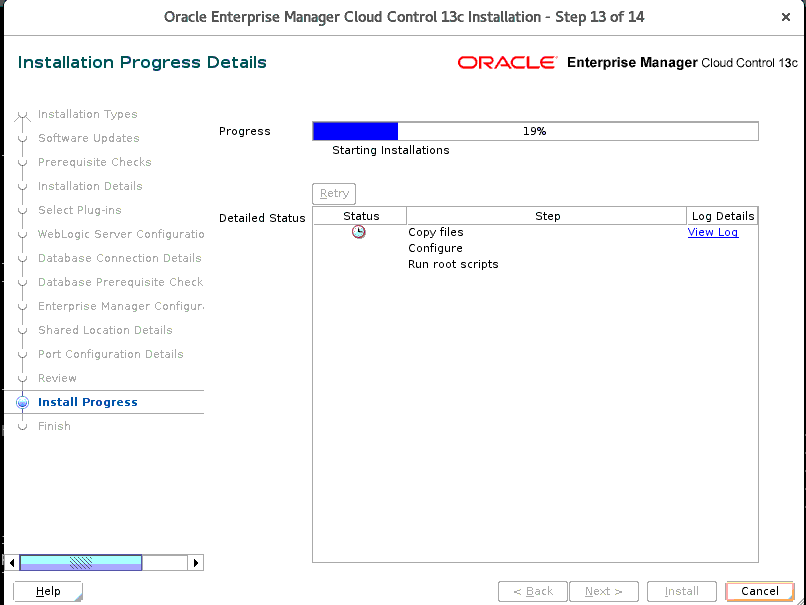 Oracle Enterprise Manager Cloud Control 13c Installation - Step 13 of 14
Installation Progress Details
ORACLE Enterprise Manager Cloud Control 13c
Installation Types
Software Updates
Prerequisite Checks
Installation Details
Select Plug-ins
WebLogic Server Configuratio
Database Connection Details
Database Prerequisite Check
Enterprise Manager Configur
Shared Location Details
Port Configuration Details
Review
Install Progress
Finish
Progress
19%
Starting Installations
Retry
Detailed Status
Status Step Log Details
Copy files View Log
Configure
Run root scripts
Help
< Back Next > Install Cancel